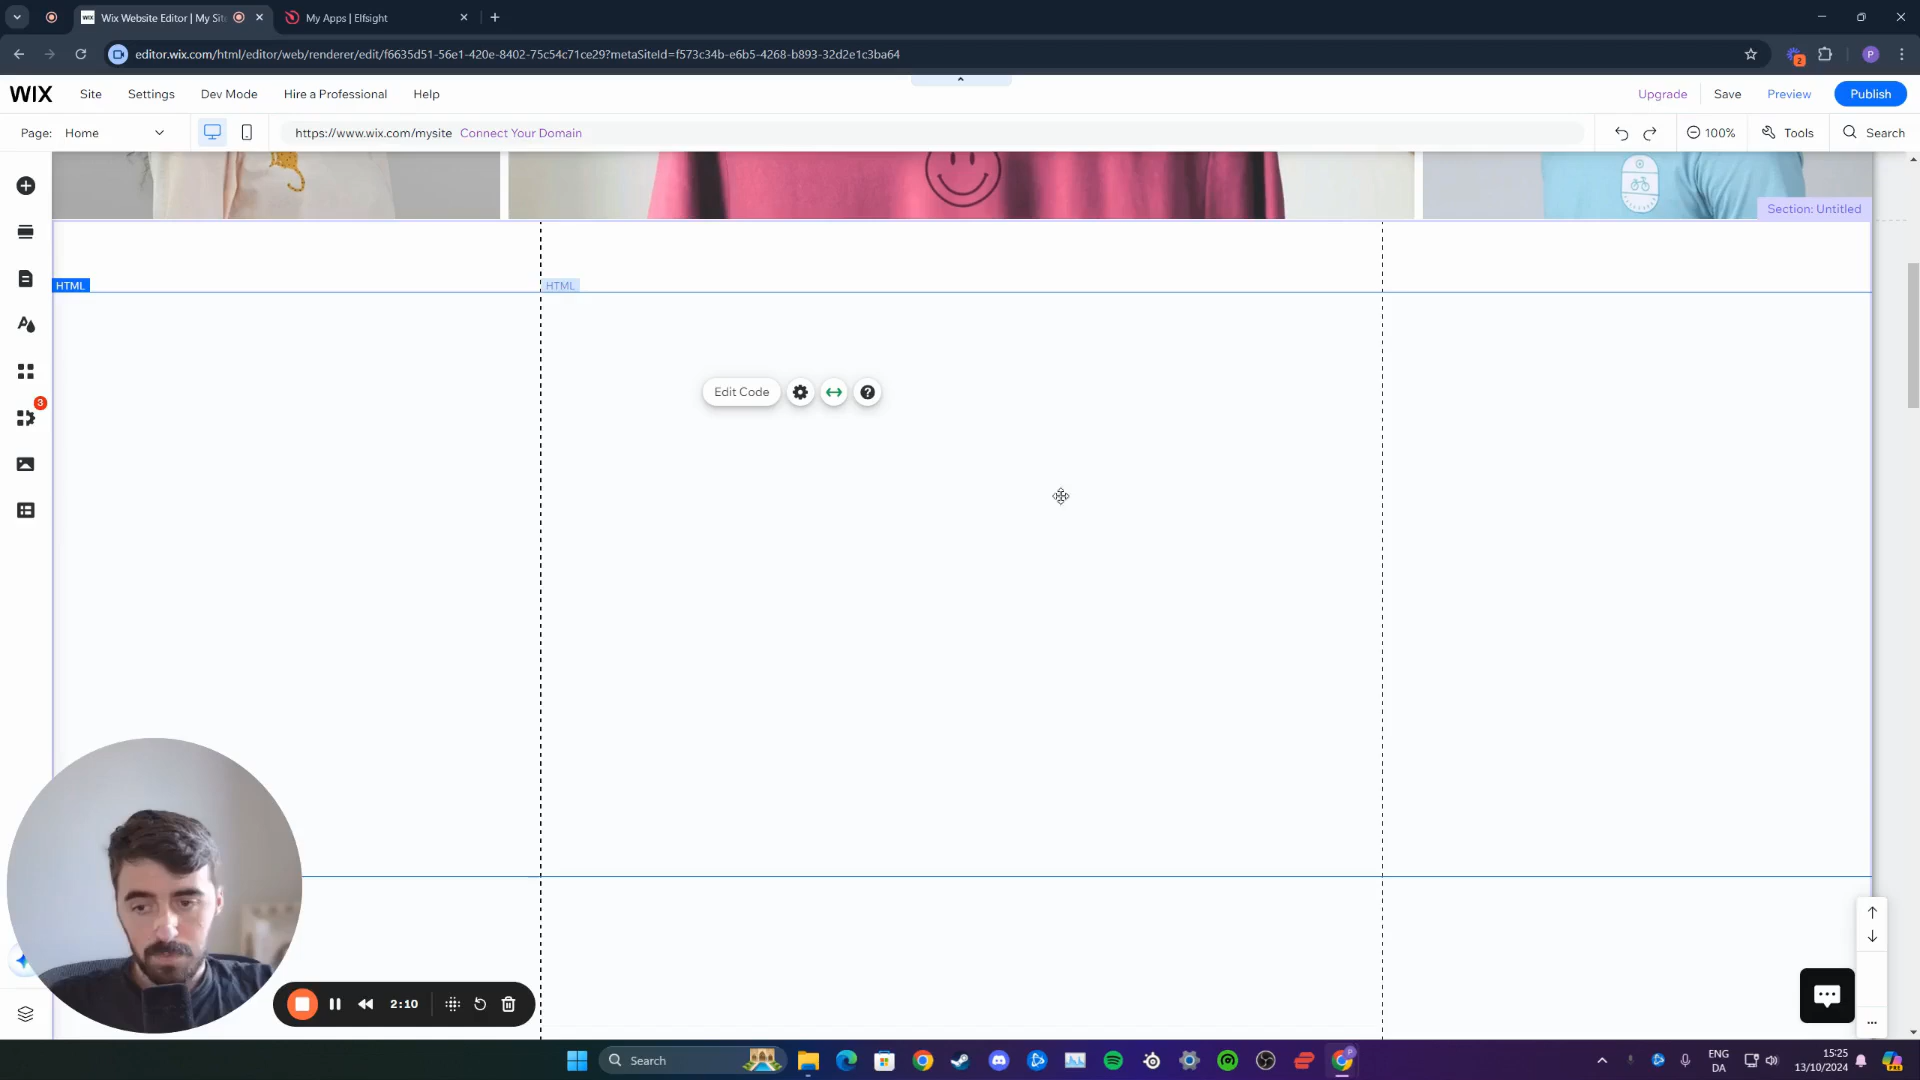 Wix Website Editor | My Sit
My Apps | Elfsight
editor.wix.com/html/editor/web/renderer/edit/f6635d51-56e1-420e-8402-75c54c71ce29?metaSiteId=f573c34b-e6b5-4268-b893-32d2e1c3ba64
2
P
WIX
Site
Settings
Dev Mode
Hire a Professional
Help
Upgrade
Save
Preview
Publish
Page: Home
https://www.wix.com/mysite Connect Your Domain
100%
Tools
Search
Section: Untitled
HTML
HTML
Edit Code
?
3
2:10
Search
ENG
DA
15:25
13/10/2024